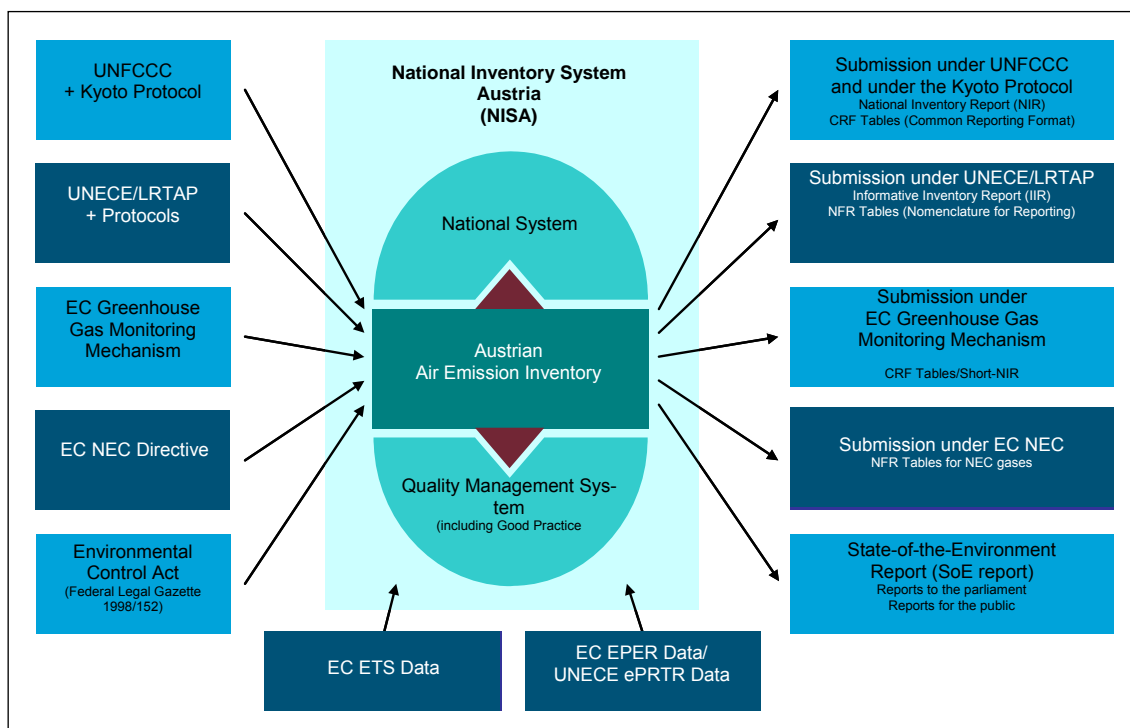 UNFCCC
+ Kyoto Protocol
UNECE/LRTAP
+ Protocols
EC Greenhouse
Gas Monitoring
Mechanism
EC NEC Directive
Environmental
Control Act
(Federal Legal Gazette
1998/152)
National Inventory System
Austria
(NISA)
National System
Austrian
Air Emission Inventory
Quality Management Sys-
tem
(including Good Practice
EC ETS Data
EC EPER Data/
UNECE ePRTR Data
Submission under UNFCCC
and under the Kyoto Protocol
National Inventory Report (NIR)
CRF Tables (Common Reporting Format)
Submission under UNECE/LRTAP
Informative Inventory Report (IIR)
NFR Tables (Nomenclature for Reporting)
Submission under
EC Greenhouse Gas
Monitoring Mechanism
CRF Tables/Short-NIR
Submission under EC NEC
NFR Tables for NEC gases
State-of-the-Environment
Report (SoE report)
Reports to the parliament
Reports for the public